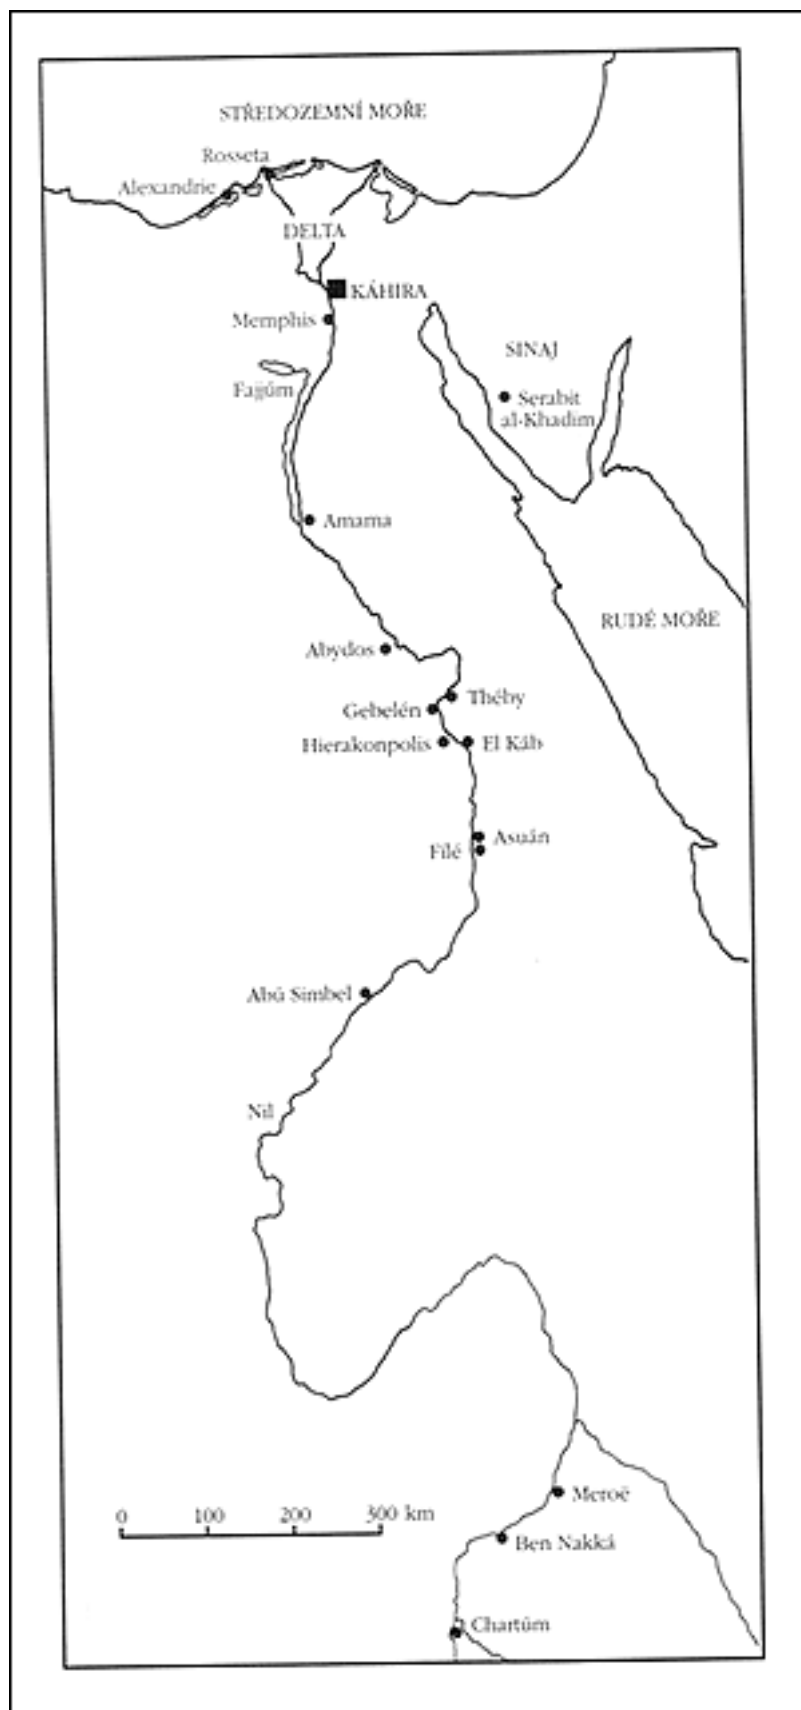 STŘEDOZEMNÍ MOŘE
Rosseta
Alexandrie
DELTA
KÁHIRA
Memphis
SINAJ
Fajjúm
Serabit
al-Khadim
Amarna
RUDÉ MOŘE
Abydos
Théby
Gebelén
Hierakonpolis
El Káb
Asuán
Fílé
Abú Simbel
Nil
Meroë
0 100 200 300 km
Ben Nakká
Chartúm